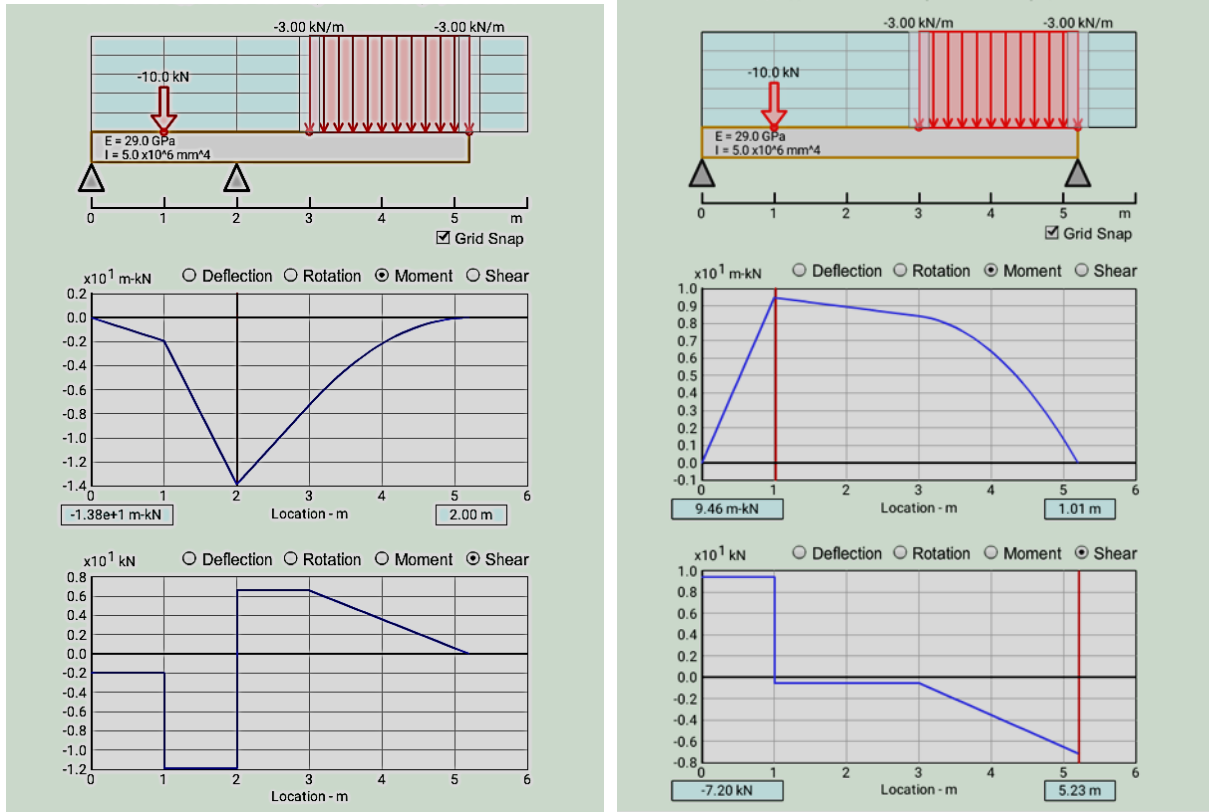 -3.00 kN/m -3.00 kN/m
-10.0 kN
E = 29.0 GPa
I = 5.0 x10^6 mm^4
0 1 2 3 4 5 m
Grid Snap
x10^1 m-kN Deflection Rotation Moment Shear
0.2
0.0
-0.2
-0.4
-0.6
-0.8
-1.0
-1.2
-1.4
0 1 2 3 4 5 6
-1.38e+1 m-kN Location - m 2.00 m
x10^1 kN Deflection Rotation Moment Shear
0.8
0.6
0.4
0.2
0.0
-0.2
-0.4
-0.6
-0.8
-1.0
-1.2
0 1 2 3 4 5 6
Location - m
-3.00 kN/m -3.00 kN/m
-10.0 kN
E = 29.0 GPa
I = 5.0 x10^6 mm^4
0 1 2 3 4 5 m
Grid Snap
x10^1 m-kN Deflection Rotation Moment Shear
1.0
0.9
0.8
0.7
0.6
0.5
0.4
0.3
0.2
0.1
0.0
-0.1
0 1 2 3 4 5 6
9.46 m-kN Location - m 1.01 m
x10^1 kN Deflection Rotation Moment Shear
1.0
0.8
0.6
0.4
0.2
0.0
-0.2
-0.4
-0.6
-0.8
0 1 2 3 4 5 6
-7.20 kN Location - m 5.23 m